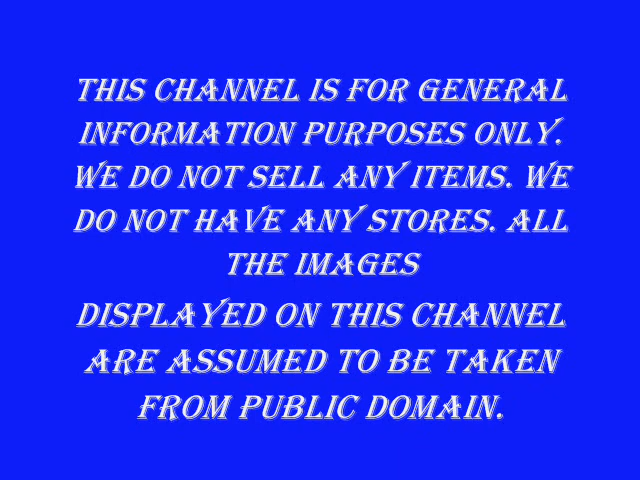 THIS CHANNEL IS FOR GENERAL
INFORMATION PURPOSES ONLY.
WE DO NOT SELL ANY ITEMS. WE
DO NOT HAVE ANY STORES. ALL
THE IMAGES
DISPLAYED ON THIS CHANNEL
ARE ASSUMED TO BE TAKEN
FROM PUBLIC DOMAIN.